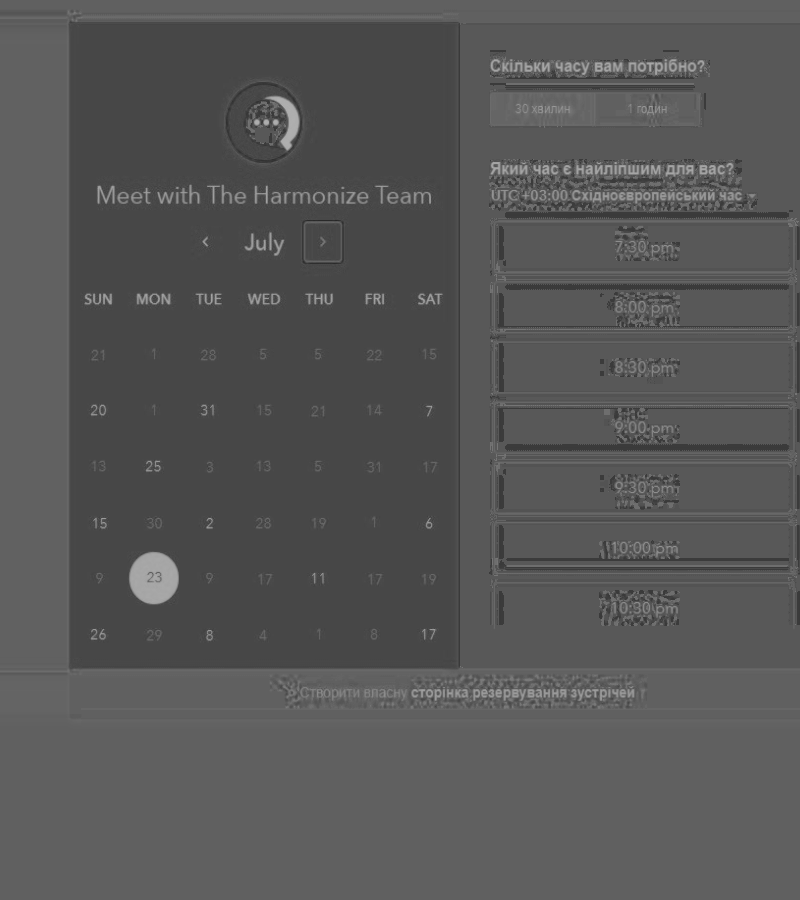 Meet with The Harmonize Team
July
SUN MON TUE WED THU FRI SAT
21 1 28 5 5 22 15
20 1 31 15 21 14 7
13 25 3 13 5 31 17
15 30 2 28 19 1 6
9 23 9 17 11 17 19
26 29 8 4 1 8 17
Скільки часу вам потрібно?
30 хвилин 1 годин
Який час є найліпшим для вас?
UTC +03:00 Східноєвропейський час
7:30 pm
8:00 pm
8:30 pm
9:00 pm
9:30 pm
10:00 pm
10:30 pm
Створити власну сторінка резервування зустрічей